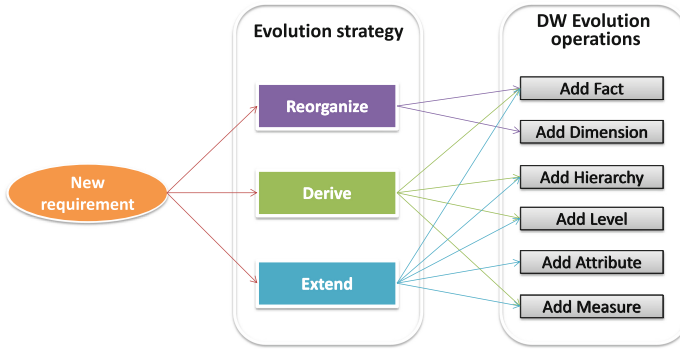 Evolution strategy
DW Evolution
operations
Reorganize
Add Fact
Add Dimension
New
requirement
Derive
Add Hierarchy
Add Level
Extend
Add Attribute
Add Measure